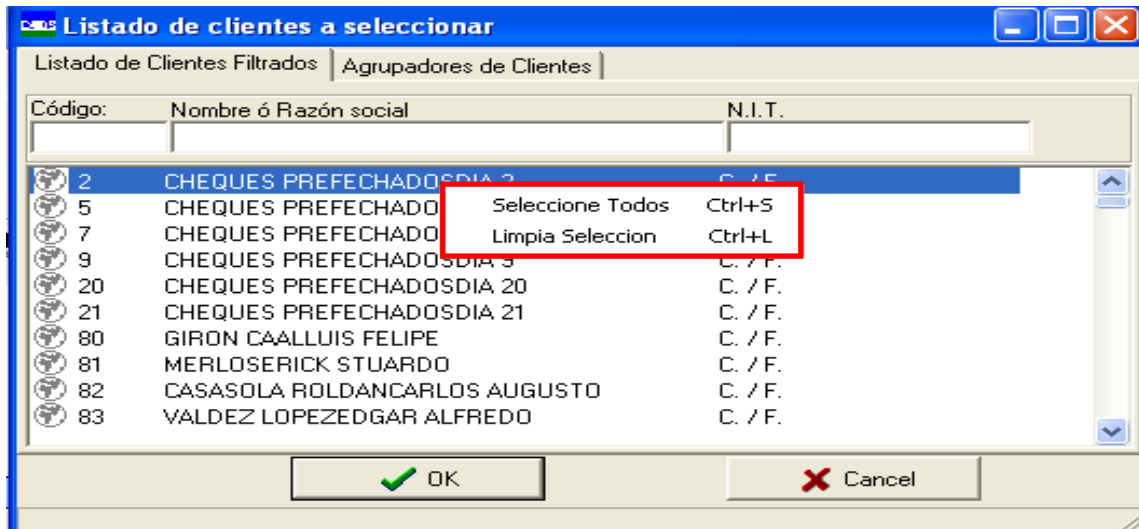 Listado de clientes a seleccionar
Listado de Clientes Filtrados Agrupadores de Clientes
Código: Nombre ó Razón social N.I.T.
2 CHEQUES PREFECHADOSDIA 2 C. / F.
Seleccione Todos Ctrl+S
5 CHEQUES PREFECHADO
Limpia Seleccion Ctrl+L
7 CHEQUES PREFECHADO
9 CHEQUES PREFECHADOSDIA 9 C. / F.
20 CHEQUES PREFECHADOSDIA 20 C. / F.
21 CHEQUES PREFECHADOSDIA 21 C. / F.
80 GIRON CAALLUIS FELIPE C. / F.
81 MERLOSERICK STUARDO C. / F.
82 CASASOLA ROLDANCARLOS AUGUSTO C. / F.
83 VALDEZ LOPEZEDGAR ALFREDO C. / F.
OK Cancel